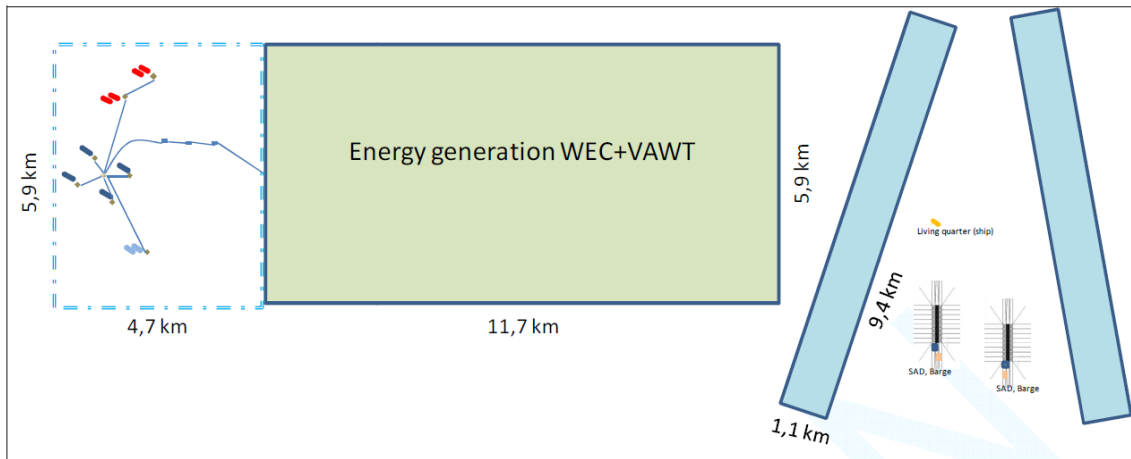 5,9 km
Energy generation WEC+VAWT
5,9 km
Living quarter (ship)
9,4 km
4,7 km
11,7 km
SAD, Barge
SAD, Barge
1,1 km